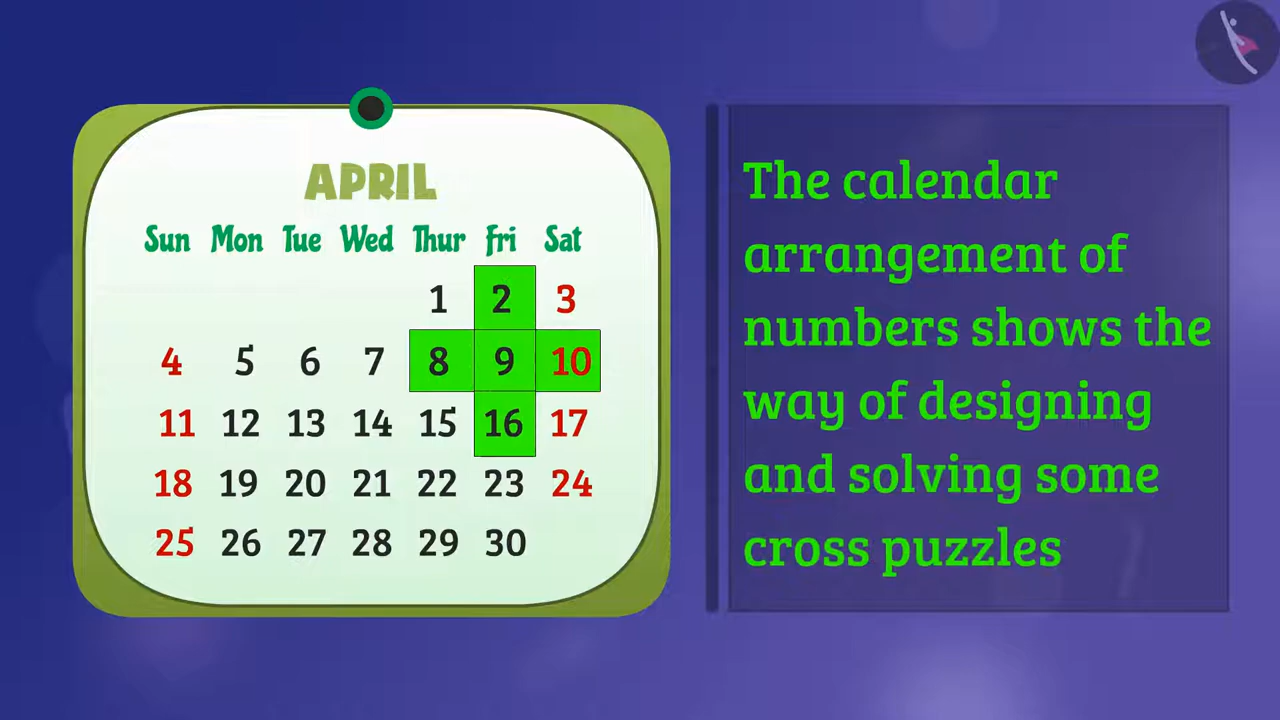 APRIL
Sun Mon Tue Wed Thur Fri Sat
1 2 3
4 5 6 7 8 9 10
11 12 13 14 15 16 17
18 19 20 21 22 23 24
25 26 27 28 29 30
The calendar
arrangement of
numbers shows the
way of designing
and solving some
cross puzzles